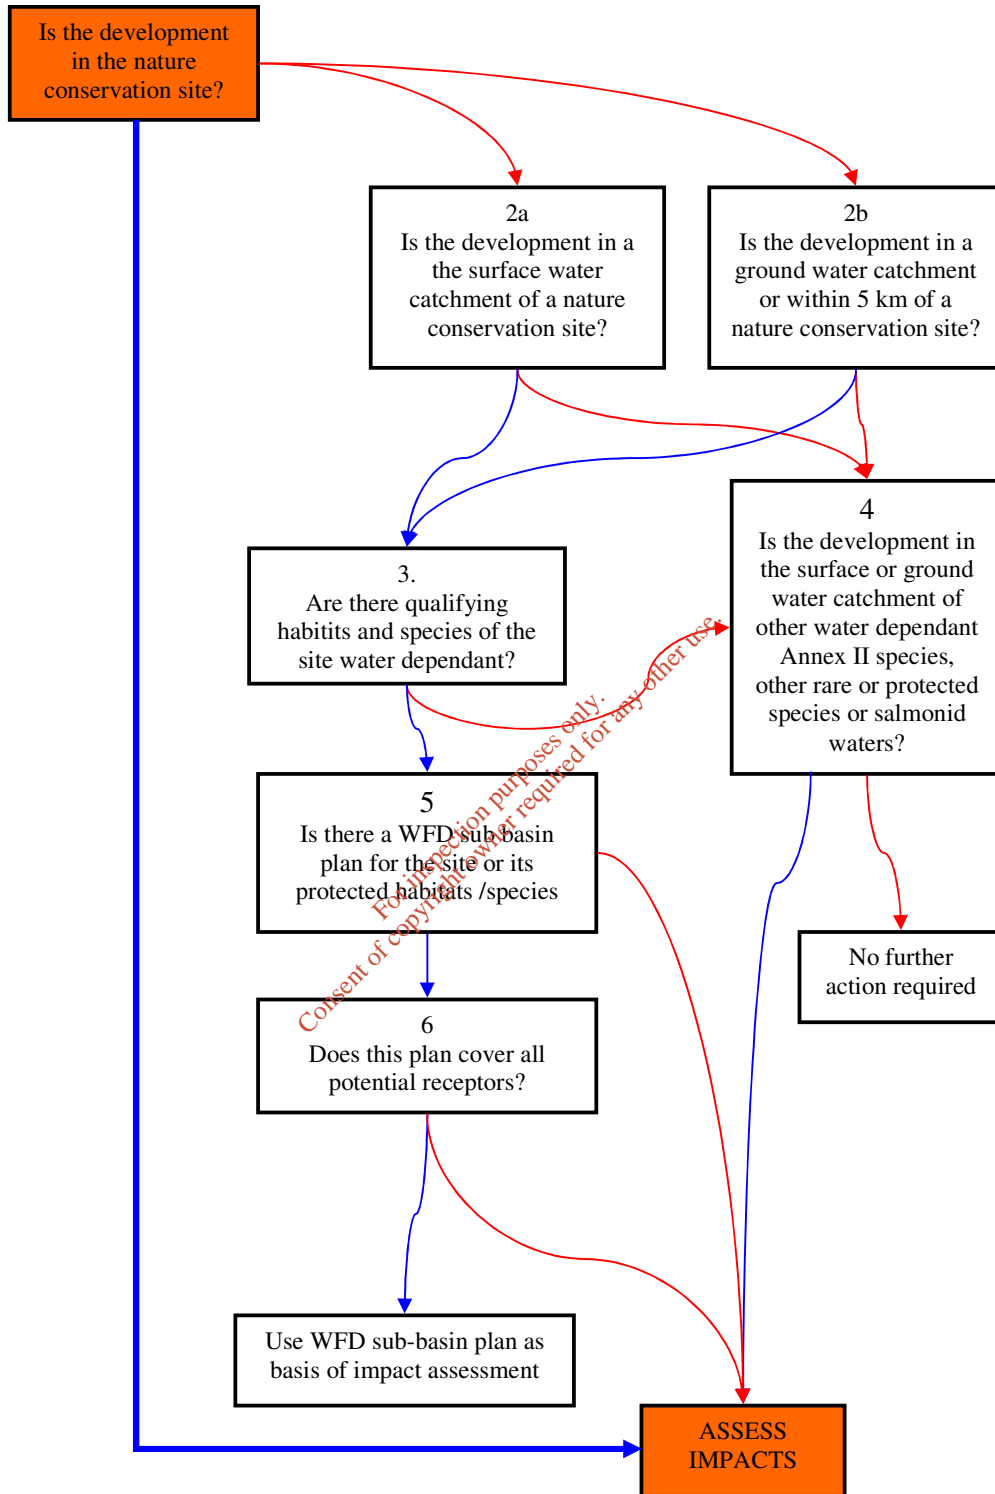 Is the development
in the nature
conservation site?
2a
Is the development in a
the surface water
catchment of a nature
conservation site?
2b
Is the development in a
ground water catchment
or within 5 km of a
nature conservation site?
3.
Are there qualifying
habitits and species of the
site water dependant?
4
Is the development in
the surface or ground
water catchment of
other water dependant
Annex II species,
other rare or protected
species or salmonid
waters?
5
Is there a WFD sub basin
plan for the site or its
protected habitats /species
No further
action required
6
Does this plan cover all
potential receptors?
Use WFD sub-basin plan as
basis of impact assessment
ASSESS
IMPACTS
For inspection purposes only.
Consent of copyright owner required for any other use.